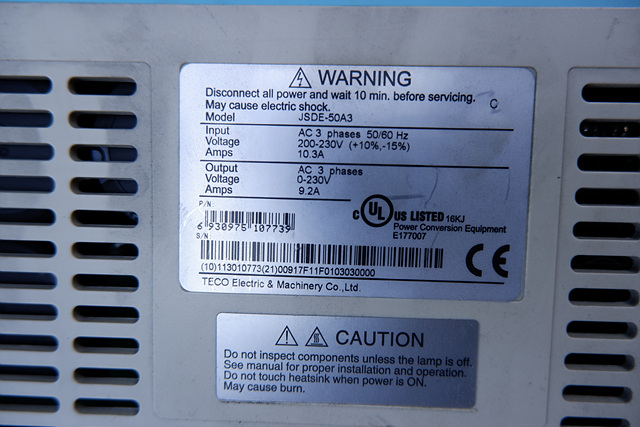 WARNING
Disconnect all power and wait 10 min. before servicing.
May cause electric shock.
C
Model JSDE-50A3
Input AC 3 phases 50/60 Hz
Voltage 200-230V (+10%,-15%)
Amps 10.3A
Output AC 3 phases
Voltage 0-230V
Amps 9.2A
P/N:
6 930975 107739
c UL US LISTED 16KJ
Power Conversion Equipment
E177007
S/N:
(10)113010773(21)00917F11F0103030000
CE
TECO Electric & Machinery Co.,Ltd.
CAUTION
Do not inspect components unless the lamp is off.
See manual for proper installation and operation.
Do not touch heatsink when power is ON.
May cause burn.